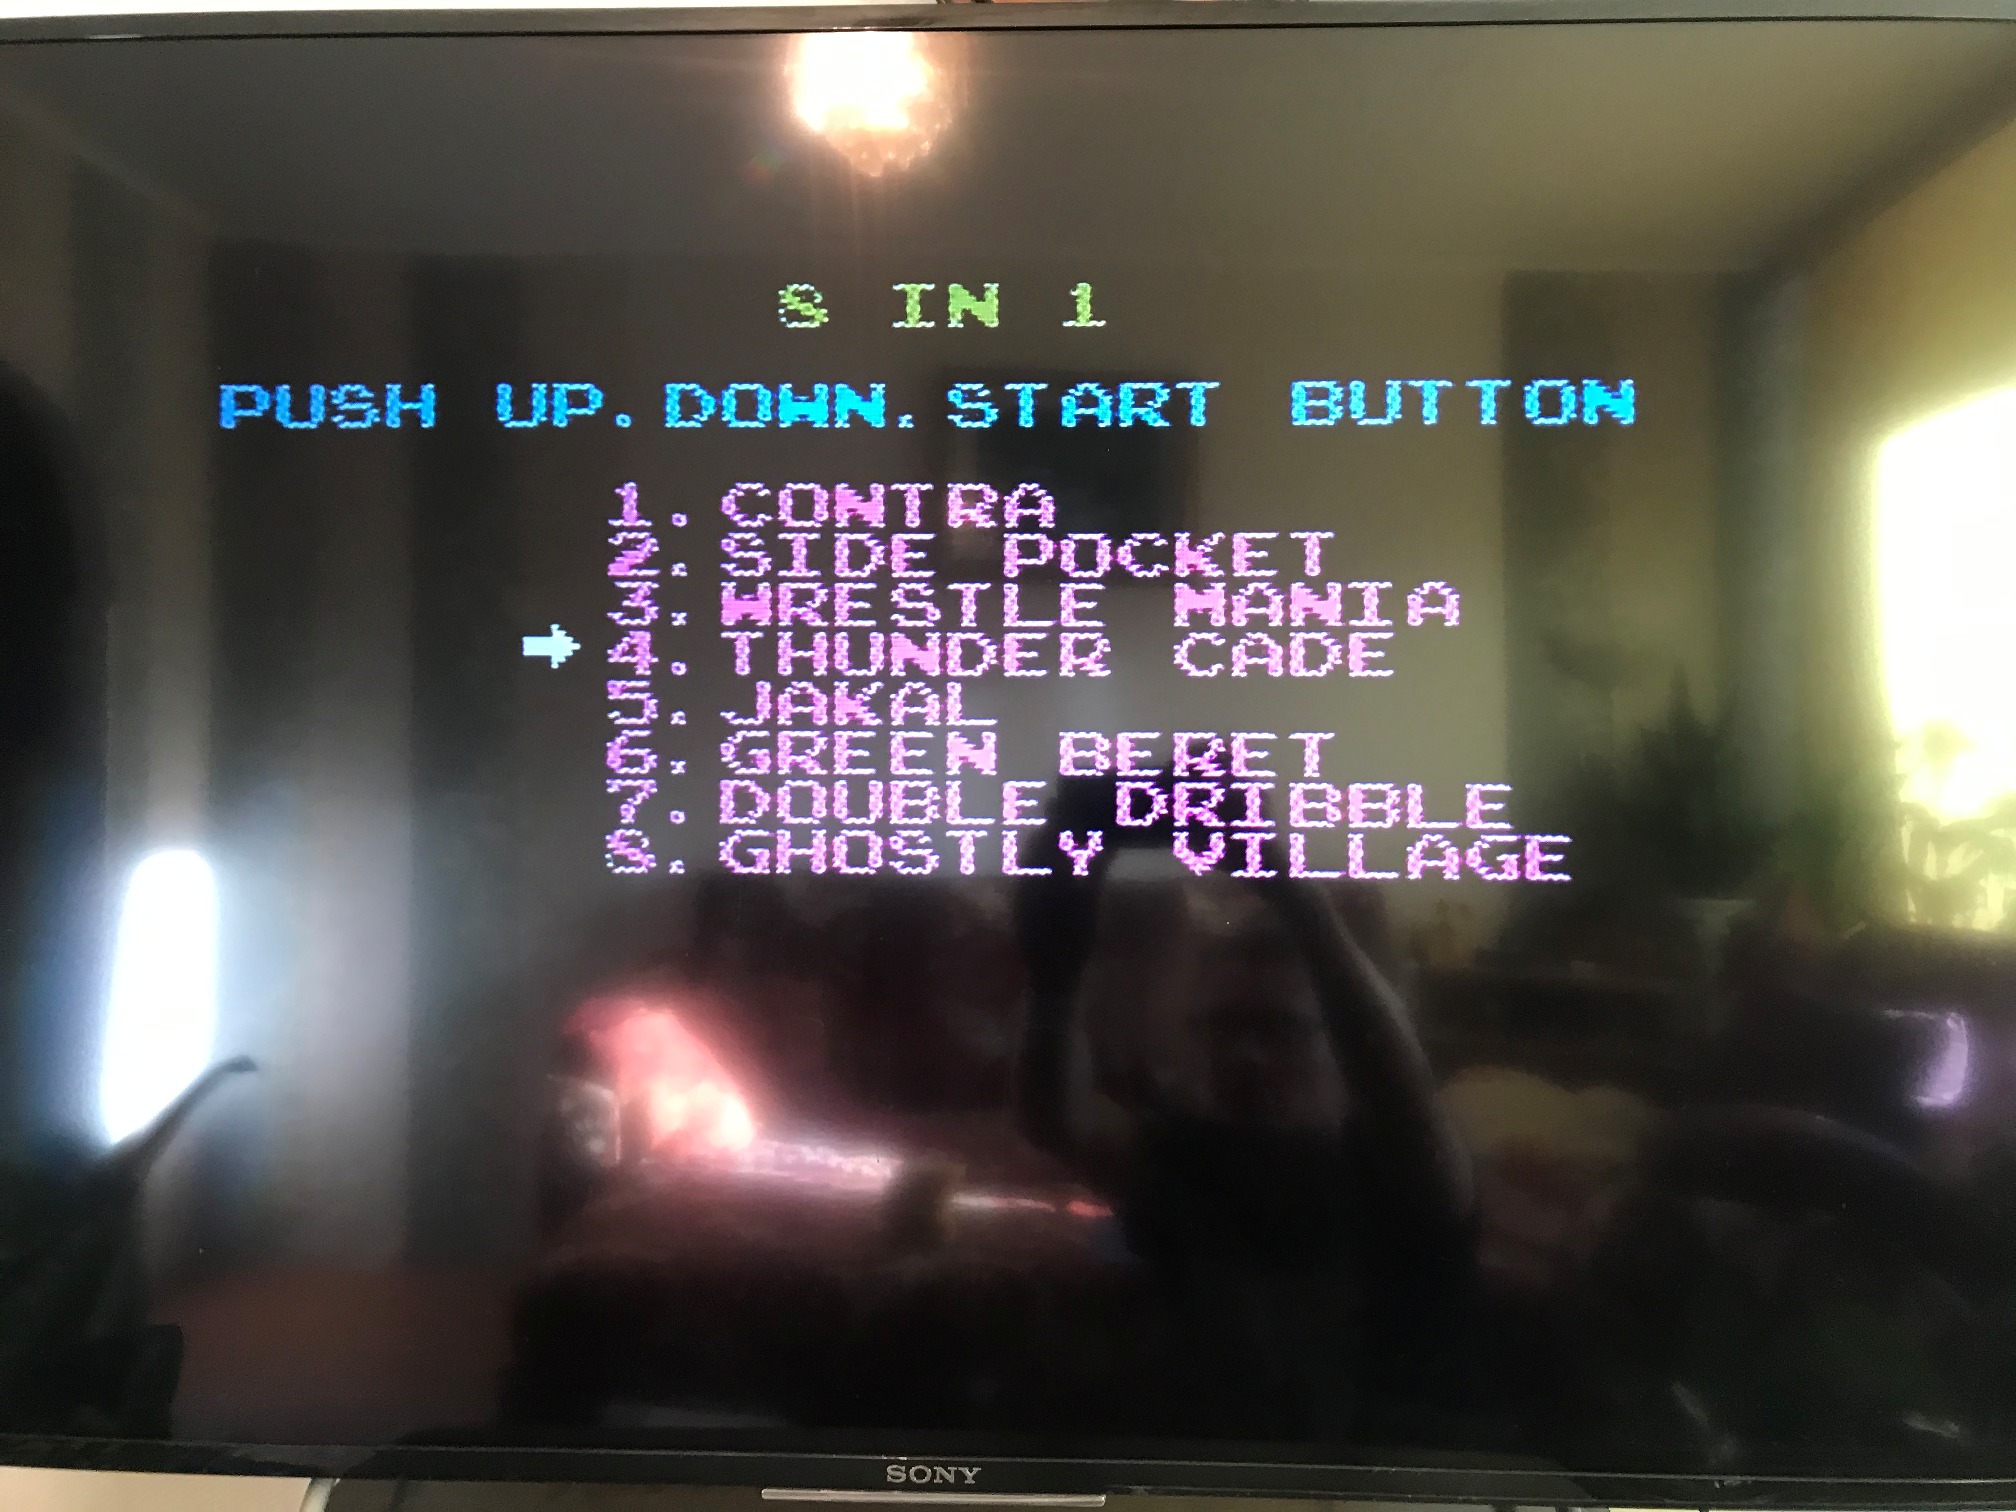 8 IN 1
PUSH UP.DOWN.START BUTTON
1. CONTRA
2. SIDE POCKET
3. WRESTLE MANIA
4. THUNDER CADE
5. JAKAL
6. GREEN BERET
7. DOUBLE DRIBBLE
8. GHOSTLY VILLAGE
SONY